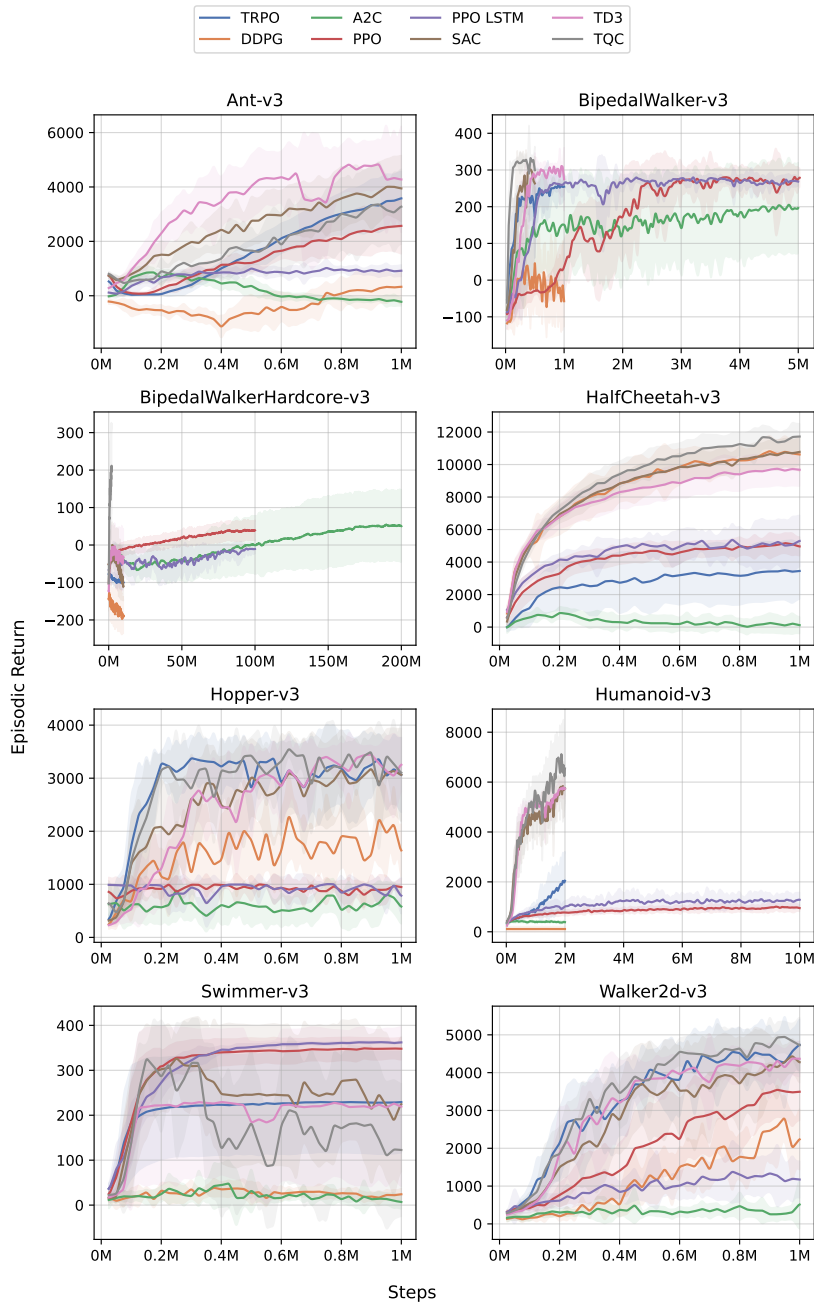 TRPO A2C PPO LSTM TD3
DDPG PPO SAC TQC
Ant-v3 BipedalWalker-v3
6000
4000
2000
0
0M 0.2M 0.4M 0.6M 0.8M 1M
400
300
200
100
0
−100
0M 1M 2M 3M 4M 5M
BipedalWalkerHardcore-v3 HalfCheetah-v3
300
200
100
0
−100
−200
0M 50M 100M 150M 200M
12000
10000
8000
6000
4000
2000
0
0M 0.2M 0.4M 0.6M 0.8M 1M
Episodic Return
Hopper-v3 Humanoid-v3
4000
3000
2000
1000
0
0M 0.2M 0.4M 0.6M 0.8M 1M
8000
6000
4000
2000
0
0M 2M 4M 6M 8M 10M
Swimmer-v3 Walker2d-v3
400
300
200
100
0
0M 0.2M 0.4M 0.6M 0.8M 1M
5000
4000
3000
2000
1000
0
0M 0.2M 0.4M 0.6M 0.8M 1M
Steps